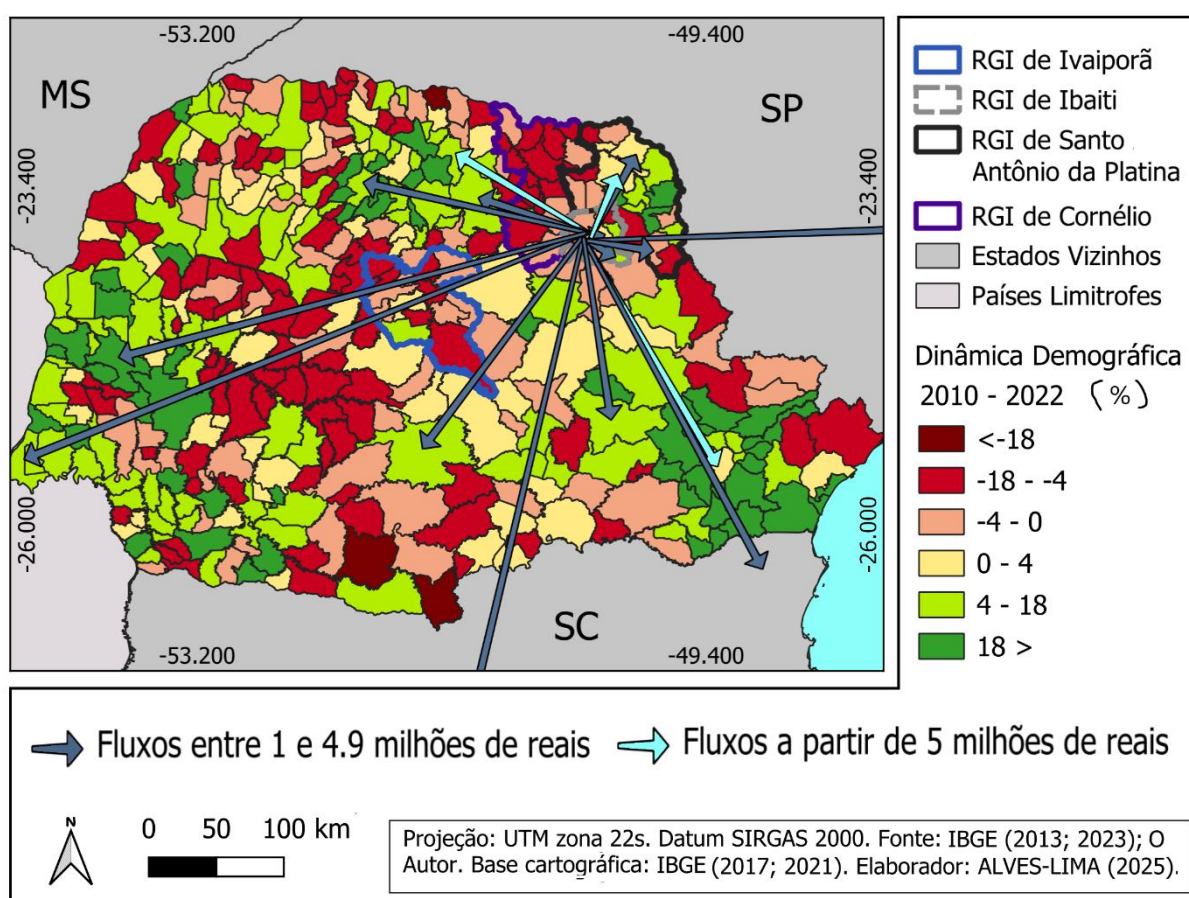 -53.200
-49.400
MS
SP
-23.400
-23.400
-26.000
-26.000
SC
-53.200
-49.400
RGI de Ivaiporã
RGI de Ibaiti
RGI de Santo
Antônio da Platina
RGI de Cornélio
Estados Vizinhos
Países Limitrofes
Dinâmica Demográfica
2010 - 2022 (%)
<-18
-18 - -4
-4 - 0
0 - 4
4 - 18
18 >
Fluxos entre 1 e 4.9 milhões de reais
Fluxos a partir de 5 milhões de reais
N
0 50 100 km
Projeção: UTM zona 22s. Datum SIRGAS 2000. Fonte: IBGE (2013; 2023); O
Autor. Base cartográfica: IBGE (2017; 2021). Elaborador: ALVES-LIMA (2025).